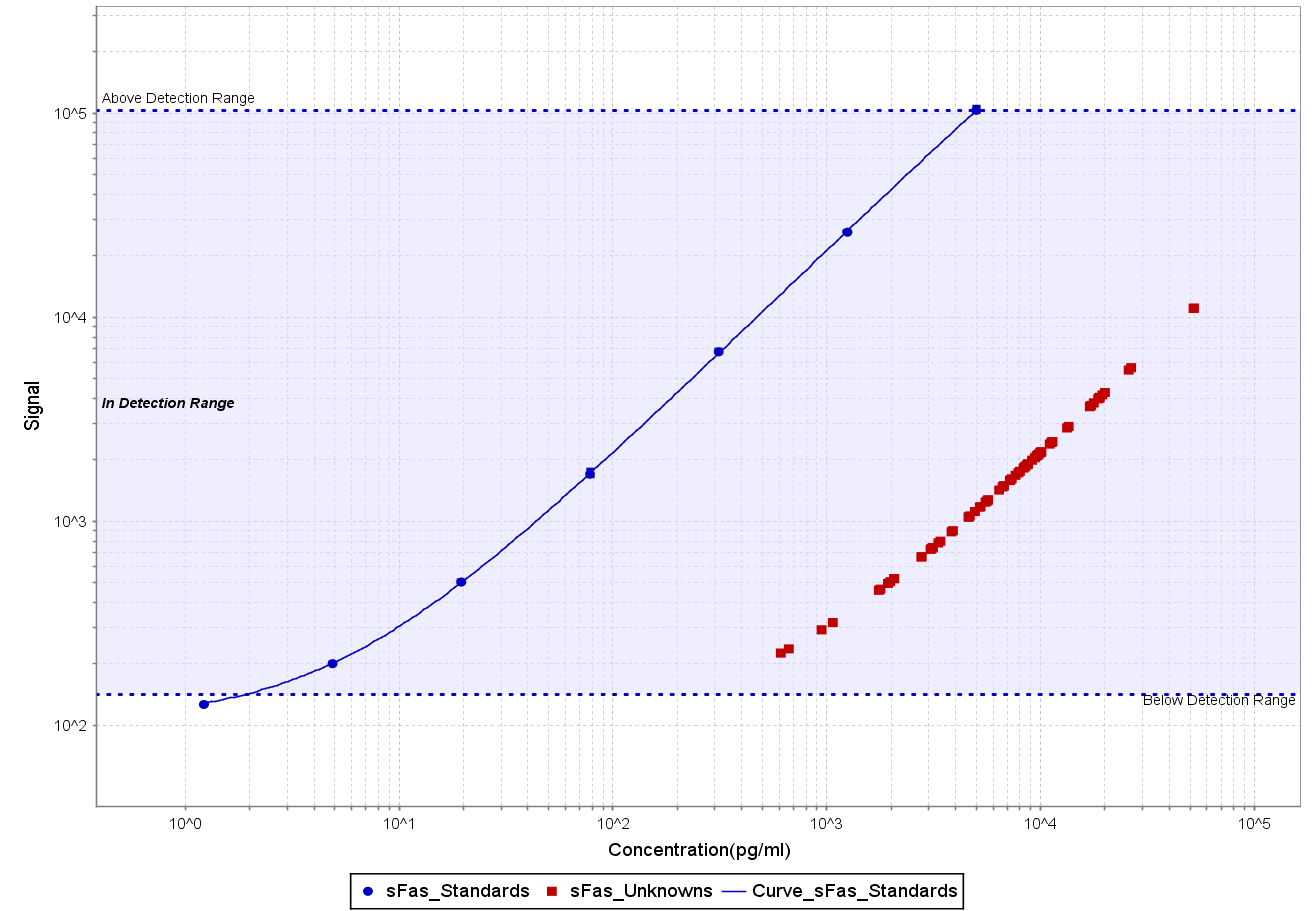 Above Detection Range
10^5
10^4
In Detection Range
Signal
10^3
Below Detection Range
10^2
10^0 10^1 10^2 10^3 10^4 10^5
Concentration(pg/ml)
sFas_Standards sFas_Unknowns Curve_sFas_Standards